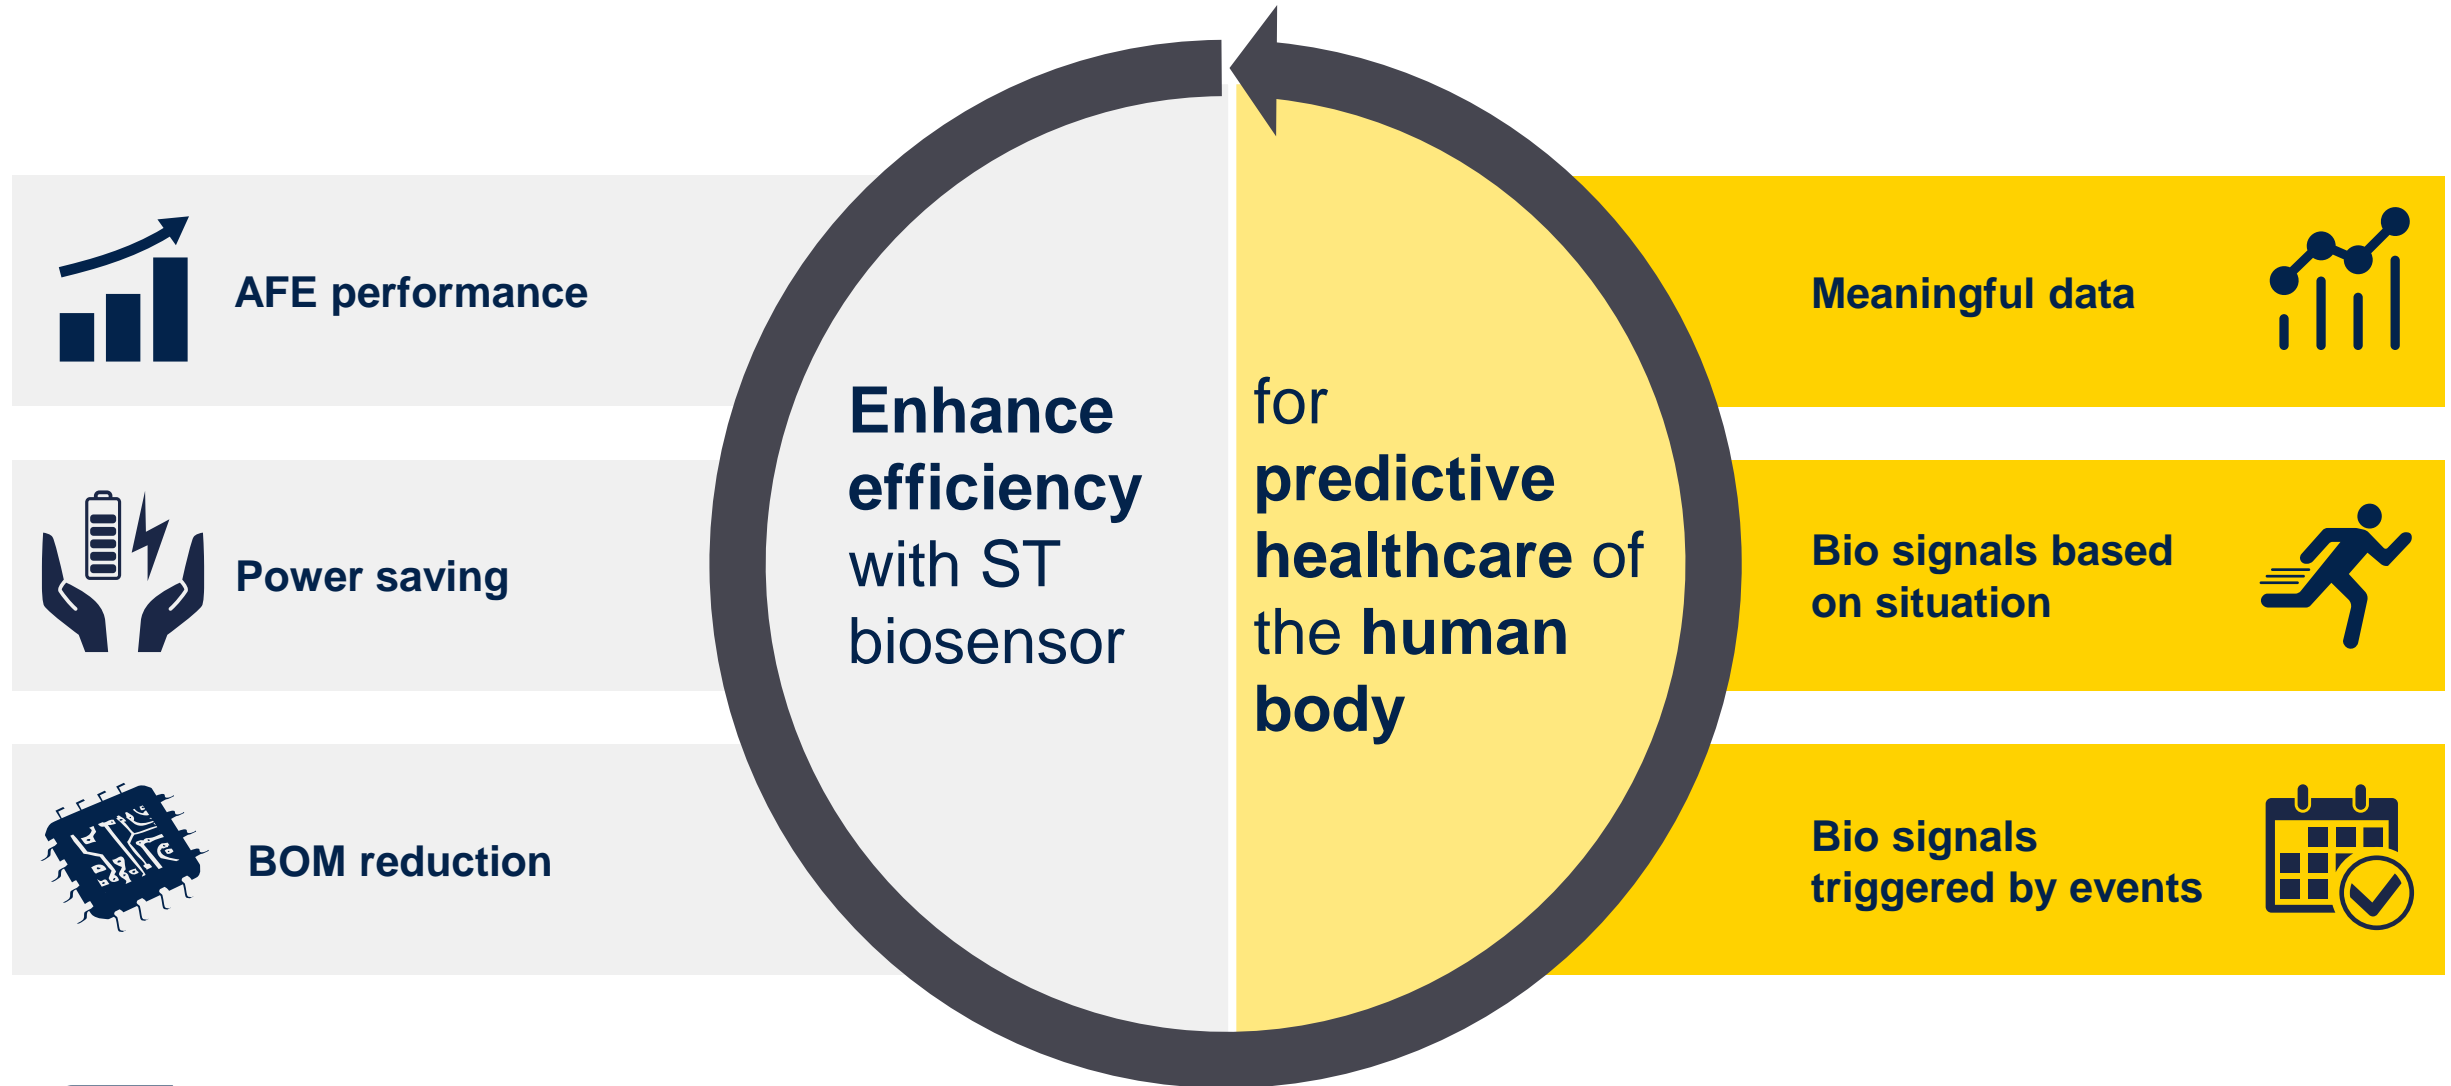 AFE performance
Power saving
BOM reduction
Enhance
efficiency
with ST
biosensor
for
predictive
healthcare of
the human
body
Meaningful data
Bio signals based
on situation
Bio signals
triggered by events